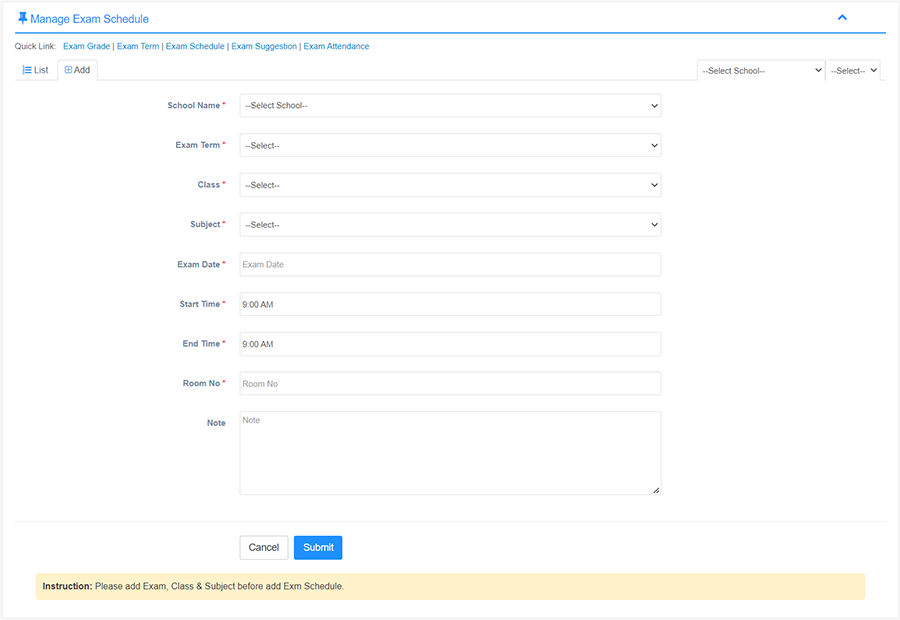 Manage Exam Schedule
Quick Link: Exam Grade | Exam Term | Exam Schedule | Exam Suggestion | Exam Attendance
List Add --Select School-- --Select--
School Name * --Select School--
Exam Term * --Select--
Class * --Select--
Subject * --Select--
Exam Date * Exam Date
Start Time * 9:00 AM
End Time * 9:00 AM
Room No * Room No
Note Note
Cancel Submit
Instruction: Please add Exam, Class & Subject before add Exm Schedule.